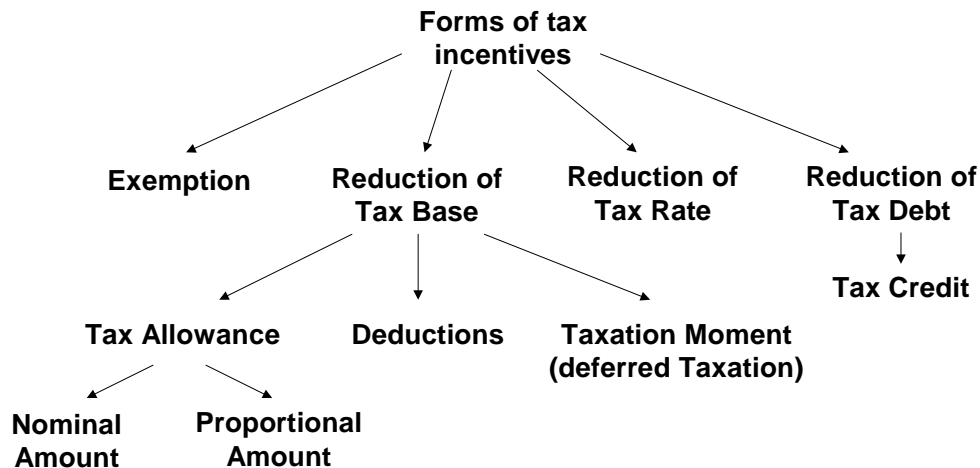 Forms of tax
incentives
Exemption
Reduction of
Tax Base
Reduction of
Tax Rate
Reduction of
Tax Debt
Tax Credit
Tax Allowance
Deductions
Taxation Moment
(deferred Taxation)
Nominal
Amount
Proportional
Amount